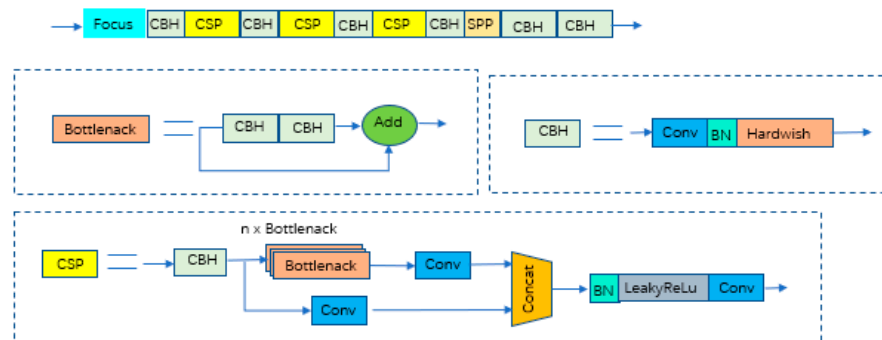 Focus CBH CSP CBH CSP CBH CSP CBH SPP CBH CBH
Bottlenack CBH CBH Add
CBH Conv BN Hardwish
n x Bottlenack
CSP CBH Bottlenack Conv Concat BN LeakyReLu Conv
Conv